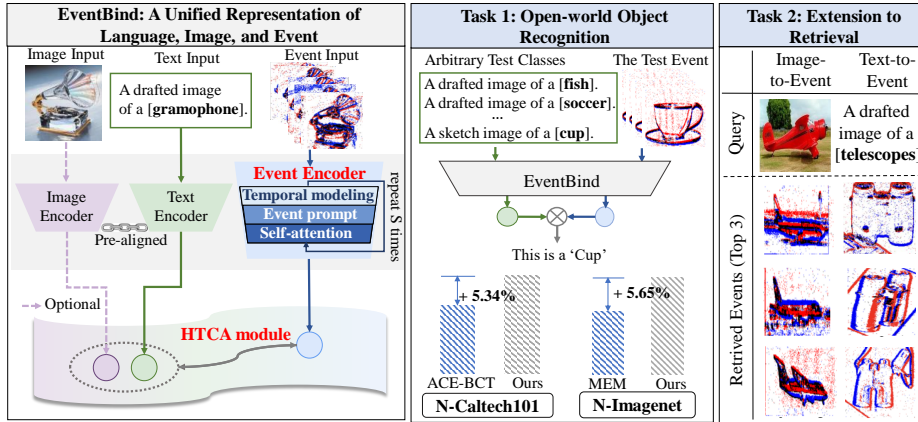 EventBind: A Unified Representation of
Language, Image, and Event
Image Input
Text Input
Event Input
A drafted image
of a [gramophone].
Event Encoder
Temporal modeling
Event prompt
Self-attention
repeat S times
Image
Encoder
Text
Encoder
Pre-aligned
Optional
HTCA module
Task 1: Open-world Object
Recognition
Arbitrary Test Classes
The Test Event
A drafted image of a [fish].
A drafted image of a [soccer].
...
A sketch image of a [cup].
EventBind
This is a ‘Cup’
+ 5.34%
+ 5.65%
ACE-BCT
Ours
MEM
Ours
N-Caltech101
N-Imagenet
Task 2: Extension to
Retrieval
Image-
to-Event
Text-to-
Event
Query
A drafted
image of a
[telescopes]
Retrived Events (Top 3)